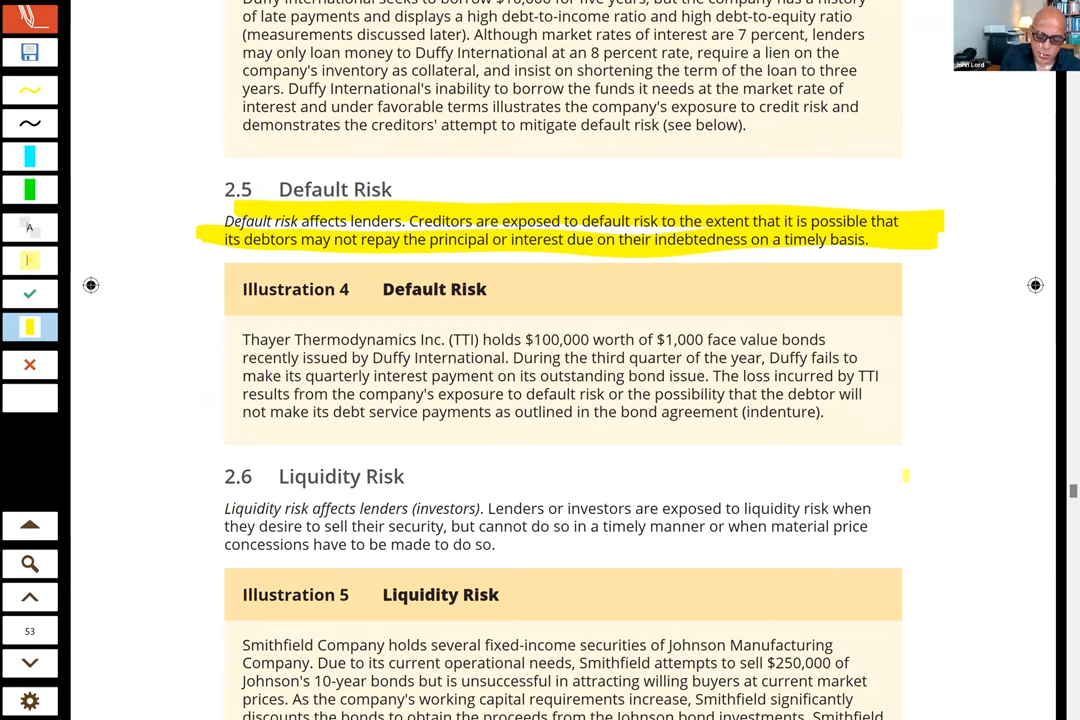 Duffy International seeks to borrow $10,000 for five years, but the company has a history
of late payments and displays a high debt-to-income ratio and high debt-to-equity ratio
(measurements discussed later). Although market rates of interest are 7 percent, lenders
may only loan money to Duffy International at an 8 percent rate, require a lien on the
company's inventory as collateral, and insist on shortening the term of the loan to three
years. Duffy International's inability to borrow the funds it needs at the market rate of
interest and under favorable terms illustrates the company's exposure to credit risk and
demonstrates the creditors' attempt to mitigate default risk (see below).
John Lord
2.5 Default Risk
Default risk affects lenders. Creditors are exposed to default risk to the extent that it is possible that
its debtors may not repay the principal or interest due on their indebtedness on a timely basis.
Illustration 4 Default Risk
Thayer Thermodynamics Inc. (TTI) holds $100,000 worth of $1,000 face value bonds
recently issued by Duffy International. During the third quarter of the year, Duffy fails to
make its quarterly interest payment on its outstanding bond issue. The loss incurred by TTI
results from the company's exposure to default risk or the possibility that the debtor will
not make its debt service payments as outlined in the bond agreement (indenture).
2.6 Liquidity Risk
Liquidity risk affects lenders (investors). Lenders or investors are exposed to liquidity risk when
they desire to sell their security, but cannot do so in a timely manner or when material price
concessions have to be made to do so.
Illustration 5 Liquidity Risk
Smithfield Company holds several fixed-income securities of Johnson Manufacturing
Company. Due to its current operational needs, Smithfield attempts to sell $250,000 of
Johnson's 10-year bonds but is unsuccessful in attracting willing buyers at current market
prices. As the company's working capital requirements increase, Smithfield significantly
discounts the bonds to obtain the proceeds from the Johnson bond investments. Smithfield
A
53